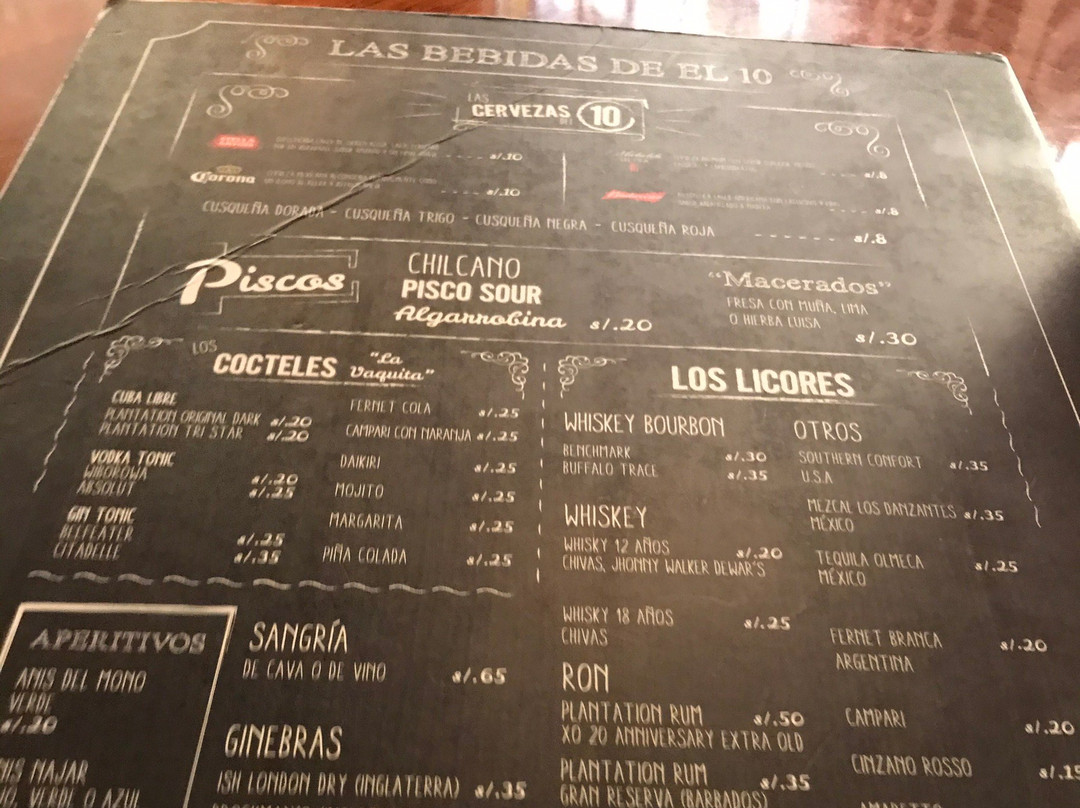 LAS BEBIDAS DE EL 10
LAS
CERVEZAS
DEL
10
s/.10
Corona
s/.10
s/.8
s/.8
CUSQUEÑA DORADA - CUSQUEÑA TRIGO - CUSQUEÑA NEGRA - CUSQUEÑA ROJA
s/.8
Piscos
CHILCANO
PISCO SOUR
Algarrobina s/.20
"Macerados"
FRESA CON MUÑA, LIMA
O HIERBA LUISA
s/.30
LOS
COCTELES "La Vaquita"
CUBA LIBRE
PLANTATION ORIGINAL DARK s/.20
PLANTATION TRI STAR s/.20
VODKA TONIC
WIBOROWA s/.20
ABSOLUT s/.25
GIN TONIC
BEEFEATER s/.25
CITADELLE s/.35
FERNET COLA s/.25
CAMPARI CON NARANJA s/.25
DAIKIRI s/.25
MOJITO s/.25
MARGARITA s/.25
PIÑA COLADA s/.25
LOS LICORES
WHISKEY BOURBON
BENCHMARK s/.30
BUFFALO TRACE s/.35
WHISKEY
WHISKY 12 AÑOS s/.20
CHIVAS, JHONNY WALKER DEWAR'S
WHISKY 18 AÑOS s/.25
CHIVAS
RON
PLANTATION RUM s/.50
XO 20 ANNIVERSARY EXTRA OLD
PLANTATION RUM s/.35
GRAN RESERVA (BARBADOS)
OTROS
SOUTHERN COMFORT s/.35
U.S.A
MEZCAL LOS DANZANTES s/.35
MÉXICO
TEQUILA OLMECA s/.25
MÉXICO
FERNET BRANCA s/.20
ARGENTINA
CAMPARI s/.20
CINZANO ROSSO s/.15
APERITIVOS
ANIS DEL MONO
VERDE
s/.20
NAJAR
VERDE O AZUL
SANGRÍA
DE CAVA O DE VINO s/.65
GINEBRAS
ISH LONDON DRY (INGLATERRA) s/.35